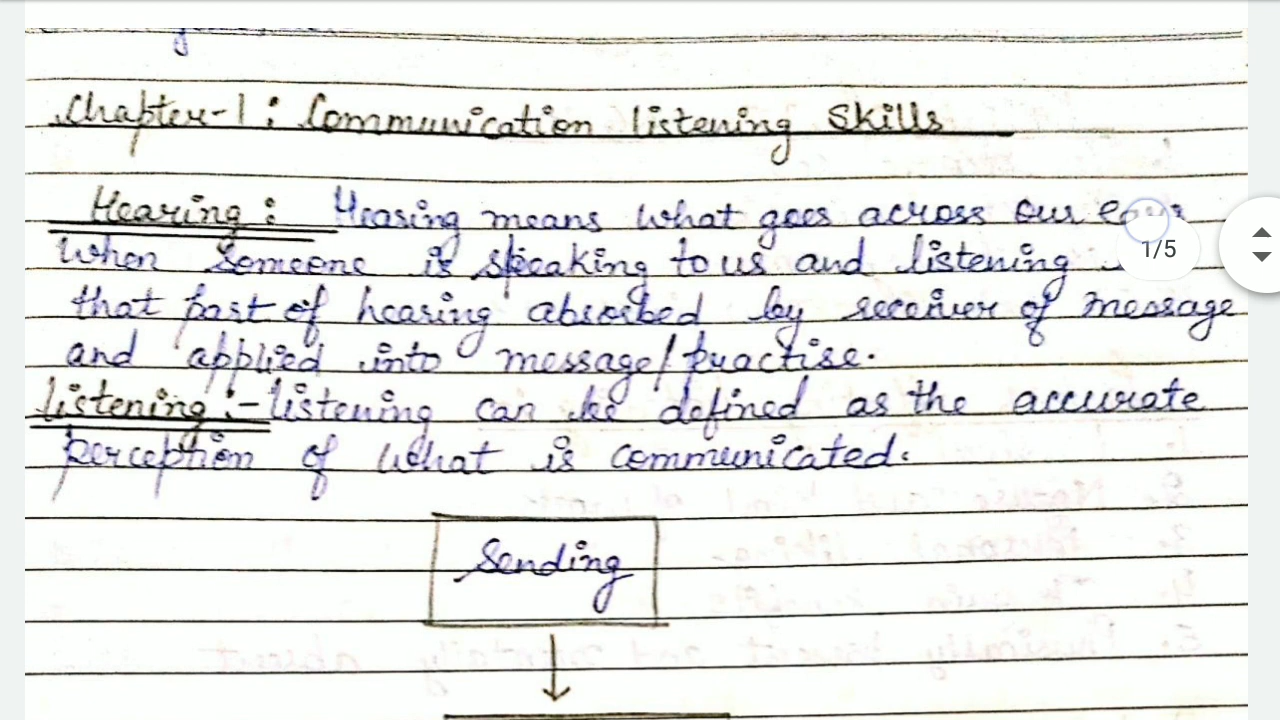 Chapter-1: Communication listening Skills
Hearing: Hearing means what goes across our ears
when someone is speaking to us and listening
that part of hearing absorbed by receiver of message
and applied into message/practise.
listening:- listening can be defined as the accurate
perception of what is communicated.
Sending
1/5